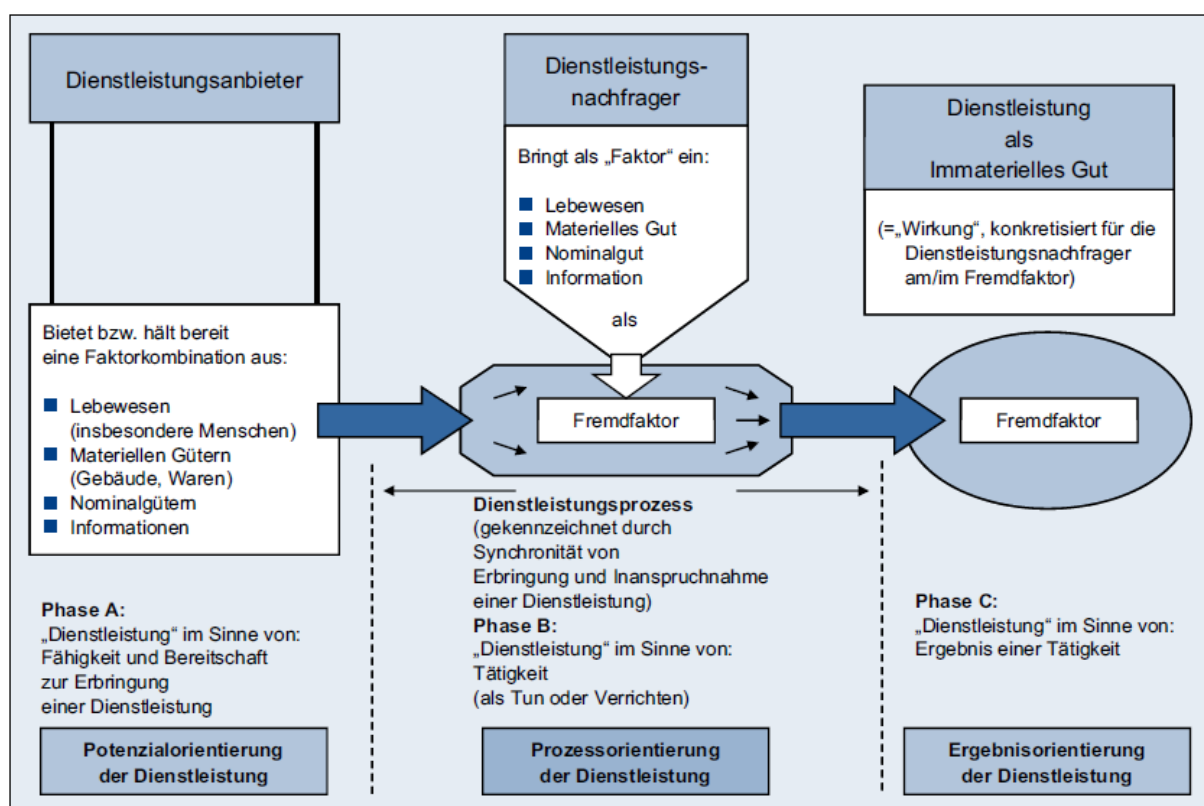 Dienstleistungsanbieter
Bietet bzw. hält bereit
eine Faktorkombination aus:
Lebewesen
(insbesondere Menschen)
Materiellen Gütern
(Gebäude, Waren)
Nominalgütern
Informationen
Phase A:
„Dienstleistung“ im Sinne von:
Fähigkeit und Bereitschaft
zur Erbringung
einer Dienstleistung
Potenzialorientierung
der Dienstleistung
Dienstleistungs-
nachfrager
Bringt als „Faktor“ ein:
Lebewesen
Materielles Gut
Nominalgut
Information
als
Fremdfaktor
Dienstleistungsprozess
(gekennzeichnet durch
Synchronität von
Erbringung und Inanspruchnahme
einer Dienstleistung)
Phase B:
„Dienstleistung“ im Sinne von:
Tätigkeit
(als Tun oder Verrichten)
Prozessorientierung
der Dienstleistung
Dienstleistung
als
Immaterielles Gut
(=„Wirkung“, konkretisiert für die
Dienstleistungsnachfrager
am/im Fremdfaktor)
Fremdfaktor
Phase C:
„Dienstleistung“ im Sinne von:
Ergebnis einer Tätigkeit
Ergebnisorientierung
der Dienstleistung